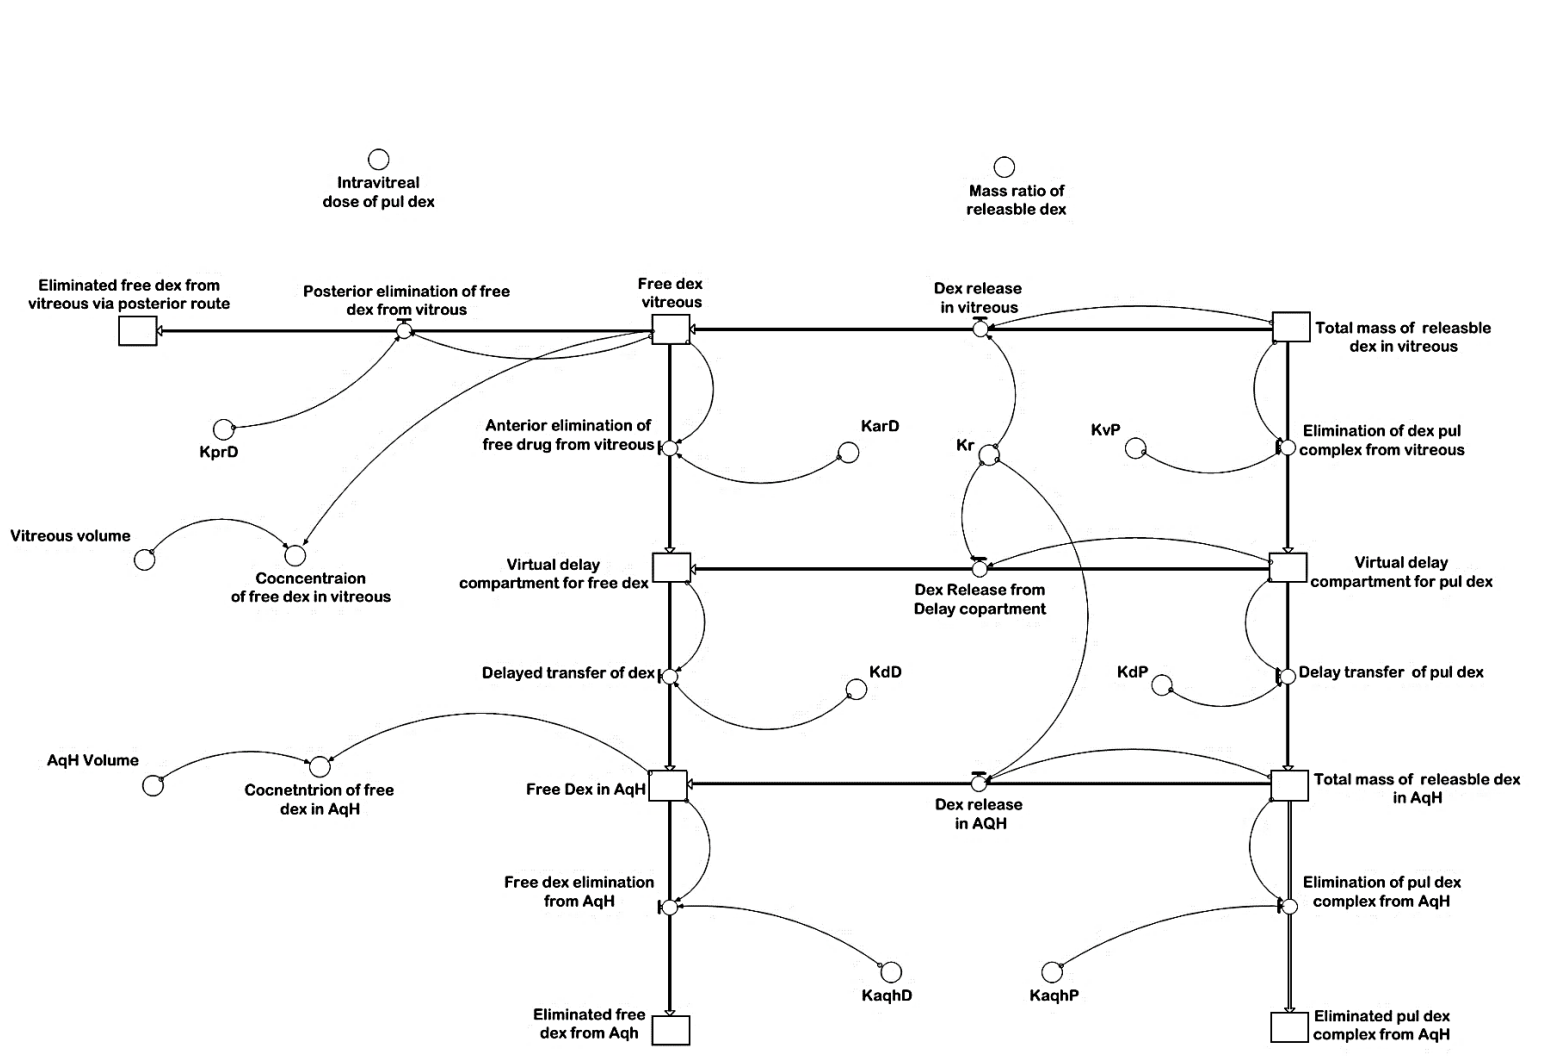 Intravitreal
dose of pul dex
Mass ratio of
releasble dex
Eliminated free dex from
vitreous via posterior route
Posterior elimination of free
dex from vitrous
Free dex
vitreous
Dex release
in vitreous
Total mass of releasble
dex in vitreous
KprD
Anterior elimination of
free drug from vitreous
KarD
Kr
KvP
Elimination of dex pul
complex from vitreous
Vitreous volume
Cocncentraion
of free dex in vitreous
Virtual delay
compartment for free dex
Dex Release from
Delay copartment
Virtual delay
compartment for pul dex
Delayed transfer of dex
KdD
KdP
Delay transfer of pul dex
AqH Volume
Cocnetntrion of free
dex in AqH
Free Dex in AqH
Dex release
in AQH
Total mass of releasble dex
in AqH
Free dex elimination
from AqH
Elimination of pul dex
complex from AqH
KaqhD
KaqhP
Eliminated free
dex from Aqh
Eliminated pul dex
complex from AqH